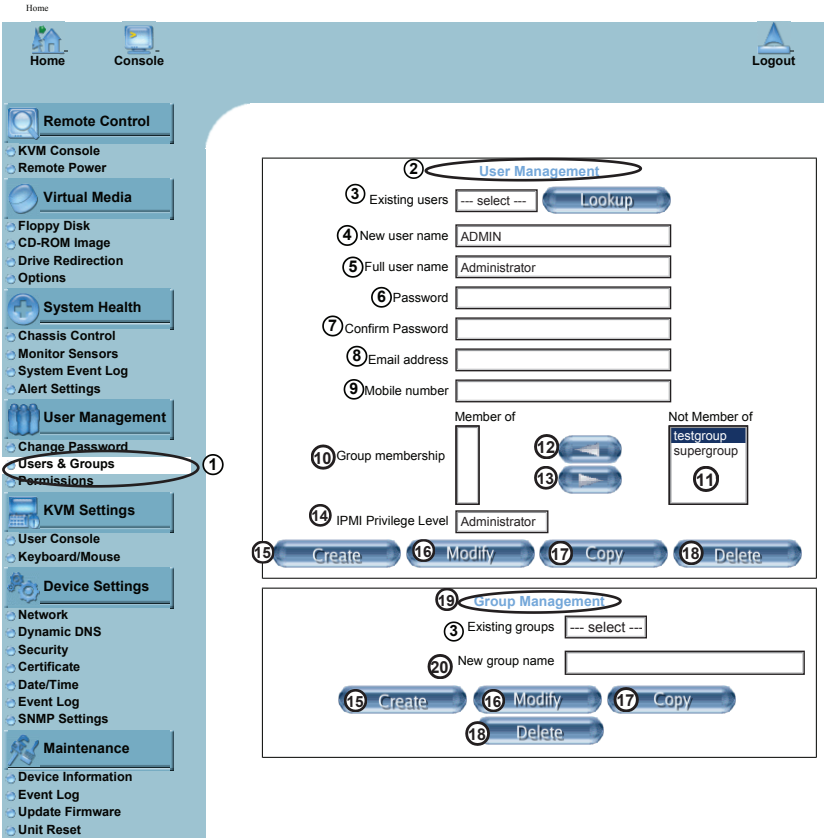 Home
Home
Console
Logout
Remote Control
KVM Console
Remote Power
Virtual Media
Floppy Disk
CD-ROM Image
Drive Redirection
Options
System Health
Chassis Control
Monitor Sensors
System Event Log
Alert Settings
User Management
Change Password
Users & Groups
1
Permissions
KVM Settings
User Console
Keyboard/Mouse
Device Settings
Network
Dynamic DNS
Security
Certificate
Date/Time
Event Log
SNMP Settings
Maintenance
Device Information
Event Log
Update Firmware
Unit Reset
2 User Management
3 Existing users --- select --- Lookup
4 New user name ADMIN
5 Full user name Administrator
6 Password
7 Confirm Password
8 Email address
9 Mobile number
Member of
Not Member of
10 Group membership
12
13
testgroup
supergroup
11
14 IPMI Privilege Level Administrator
15 Create 16 Modify 17 Copy 18 Delete
19 Group Management
3 Existing groups --- select ---
20 New group name
15 Create 16 Modify 17 Copy
18 Delete